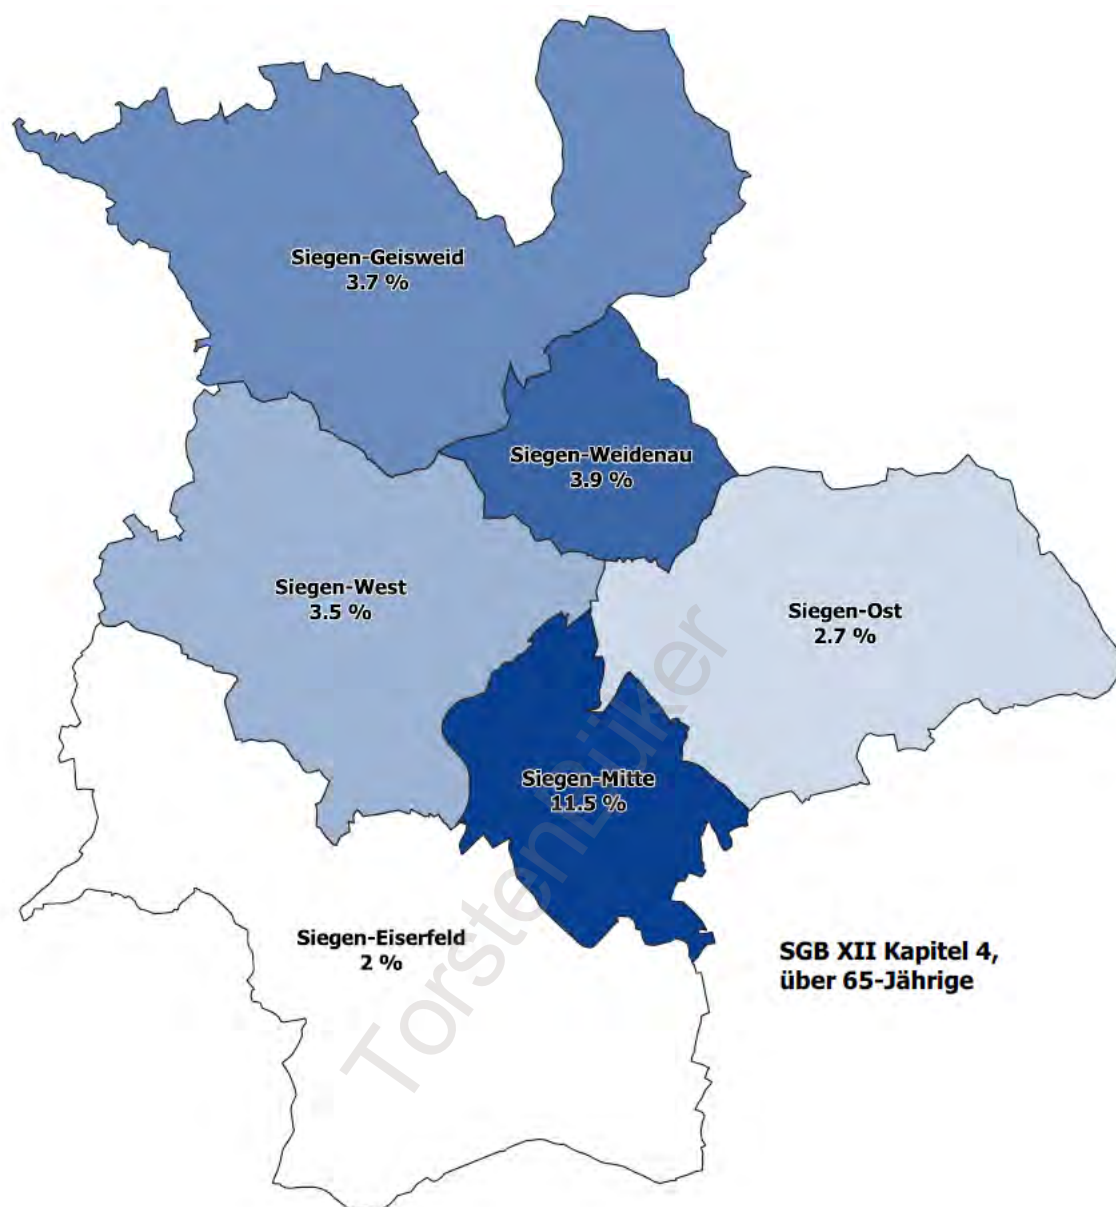 Siegen-Geisweid
3.7 %
Siegen-Weidenau
3.9 %
Siegen-West
3.5 %
Siegen-Ost
2.7 %
Siegen-Mitte
11.5 %
Siegen-Eiserfeld
2 %
SGB XII Kapitel 4,
über 65-Jährige
TorstenBüker